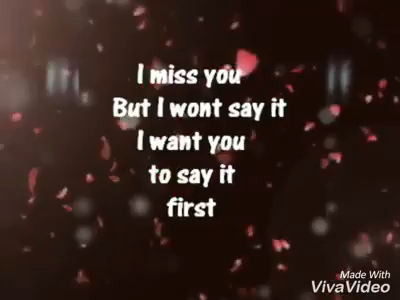 I miss you
But I wont say it
I want you
to say it
first
Made With
VivaVideo